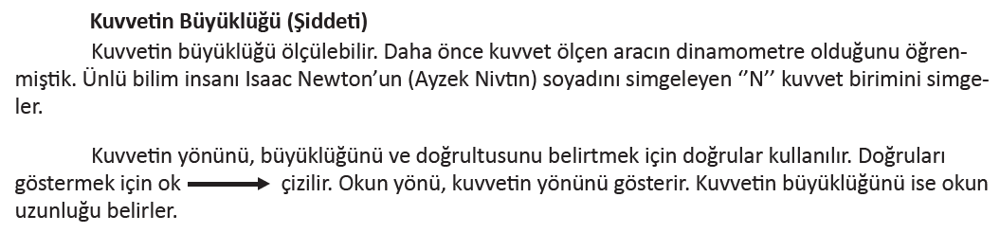 Kuvvetin Büyüklüğü (Şiddeti)
Kuvvetin büyüklüğü ölçülebilir. Daha önce kuvvet ölçen aracın dinamometre olduğunu öğren-
miştik. Ünlü bilim insanı Isaac Newton’un (Ayzek Nivtın) soyadını simgeleyen ‘’N’’ kuvvet birimini simge-
ler.
Kuvvetin yönünü, büyüklüğünü ve doğrultusunu belirtmek için doğrular kullanılır. Doğruları
göstermek için ok çizilir. Okun yönü, kuvvetin yönünü gösterir. Kuvvetin büyüklüğünü ise okun
uzunluğu belirler.